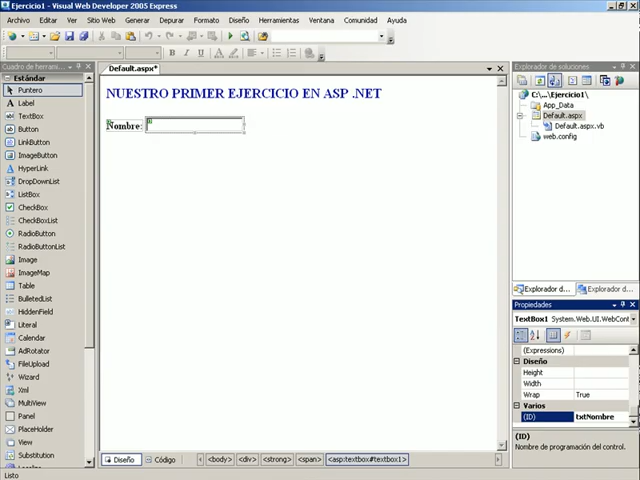 Ejercicio1 - Visual Web Developer 2005 Express
Archivo Editar Ver Sitio Web Generar Depurar Formato Diseño Herramientas Ventana Comunidad Ayuda
Cuadro de herram...
Estándar
Puntero
Label
TextBox
Button
LinkButton
ImageButton
HyperLink
DropDownList
ListBox
CheckBox
CheckBoxList
RadioButton
RadioButtonList
Image
ImageMap
Table
BulletedList
HiddenField
Literal
Calendar
AdRotator
FileUpload
Wizard
Xml
MultiView
Panel
PlaceHolder
View
Substitution
Localize
Default.aspx*
NUESTRO PRIMER EJERCICIO EN ASP .NET
Nombre:
Diseño Código <body> <div> <strong> <span> <asp:textbox#textbox1>
Explorador de soluciones
C:\...\Ejercicio1\
App_Data
Default.aspx
Default.aspx.vb
web.config
Explorador d... Explorador de...
Propiedades
TextBox1 System.Web.UI.WebCont
(Expressions)
Diseño
Height
Width
Wrap True
Varios
(ID) txtNombre
(ID)
Nombre de programación del control.
Listo